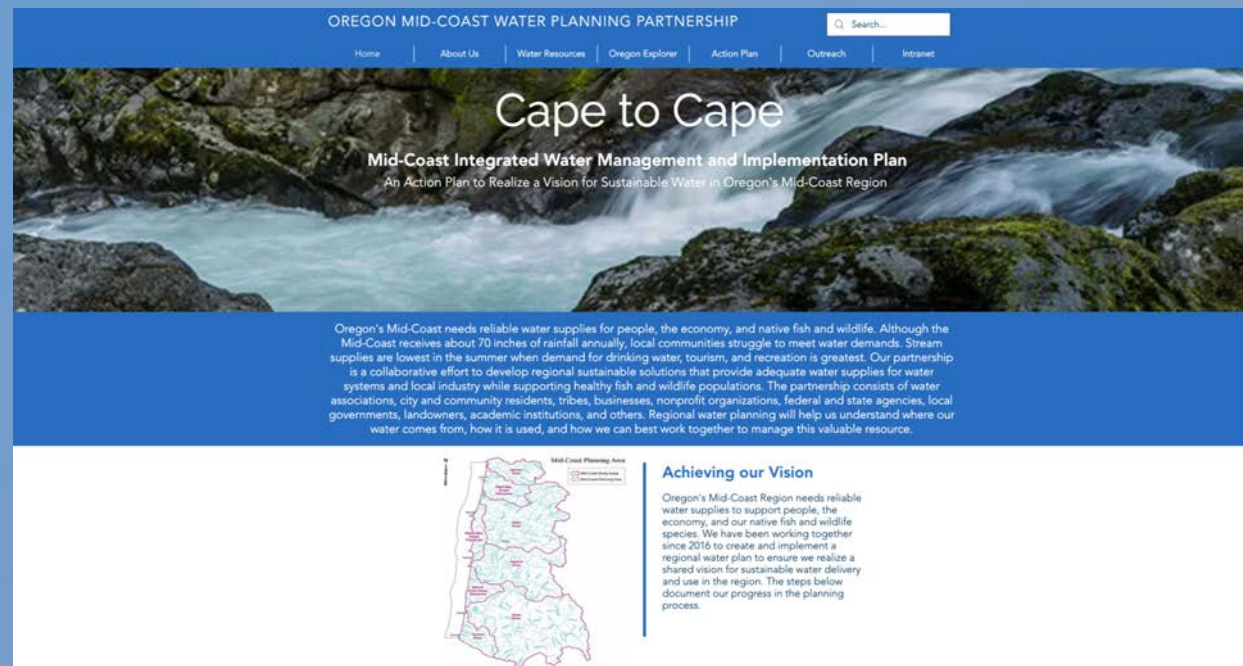 OREGON MID-COAST WATER PLANNING PARTNERSHIP
Search...
Home
About Us
Water Resources
Oregon Explorer
Action Plan
Outreach
Intranet
Cape to Cape
Mid-Coast Integrated Water Management and Implementation Plan
An Action Plan to Realize a Vision for Sustainable Water in Oregon's Mid-Coast Region
Oregon's Mid-Coast needs reliable water supplies for people, the economy, and native fish and wildlife. Although the
Mid-Coast receives about 70 inches of rainfall annually, local communities struggle to meet water demands. Stream
supplies are lowest in the summer when demand for drinking water, tourism, and recreation is greatest. Our partnership
is a collaborative effort to develop regional sustainable solutions that provide adequate water supplies for water
systems and local industry while supporting healthy fish and wildlife populations. The partnership consists of water
associations, city and community residents, tribes, businesses, nonprofit organizations, federal and state agencies, local
governments, landowners, academic institutions, and others. Regional water planning will help us understand where our
water comes from, how it is used, and how we can best work together to manage this valuable resource.
Mid-Coast Planning Area
Achieving our Vision
Oregon's Mid-Coast Region needs reliable
water supplies to support people, the
economy, and our native fish and wildlife
species. We have been working together
since 2016 to create and implement a
regional water plan to ensure we realize a
shared vision for sustainable water delivery
and use in the region. The steps below
document our progress in the planning
process.